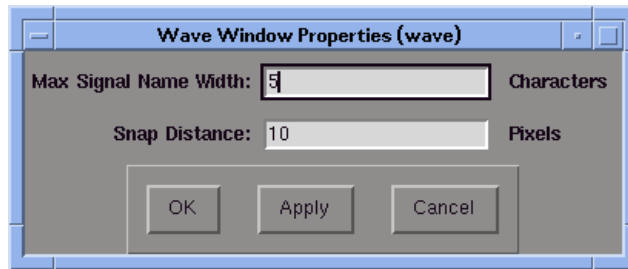 Wave Window Properties (wave)
Max Signal Name Width: 5 Characters
Snap Distance: 10 Pixels
OK Apply Cancel